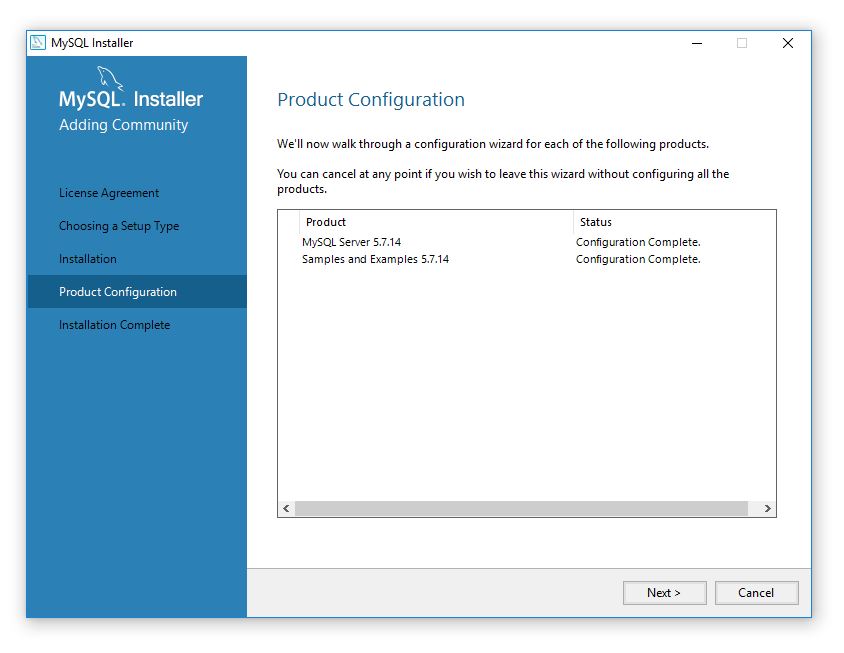 MySQL Installer
MySQL. Installer
Adding Community
License Agreement
Choosing a Setup Type
Installation
Product Configuration
Installation Complete
Product Configuration
We'll now walk through a configuration wizard for each of the following products.
You can cancel at any point if you wish to leave this wizard without configuring all the
products.
Product Status
MySQL Server 5.7.14 Configuration Complete.
Samples and Examples 5.7.14 Configuration Complete.
Next > Cancel